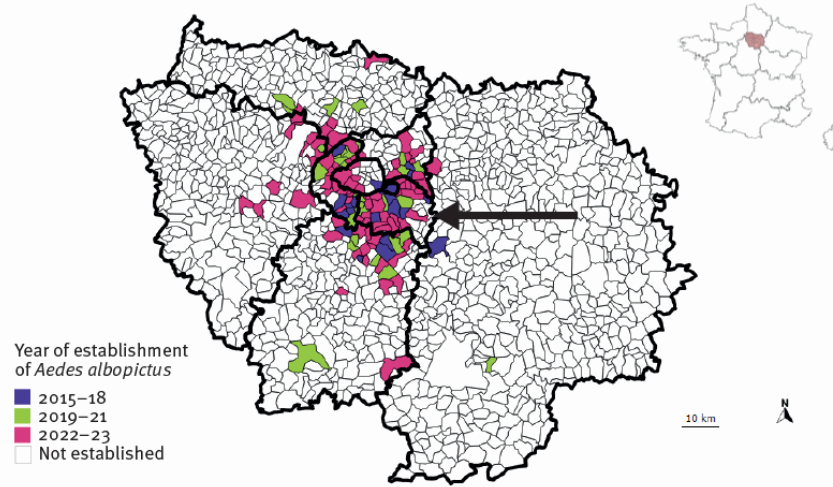 Year of establishment
of Aedes albopictus
2015–18
2019–21
2022–23
Not established
10 km
N